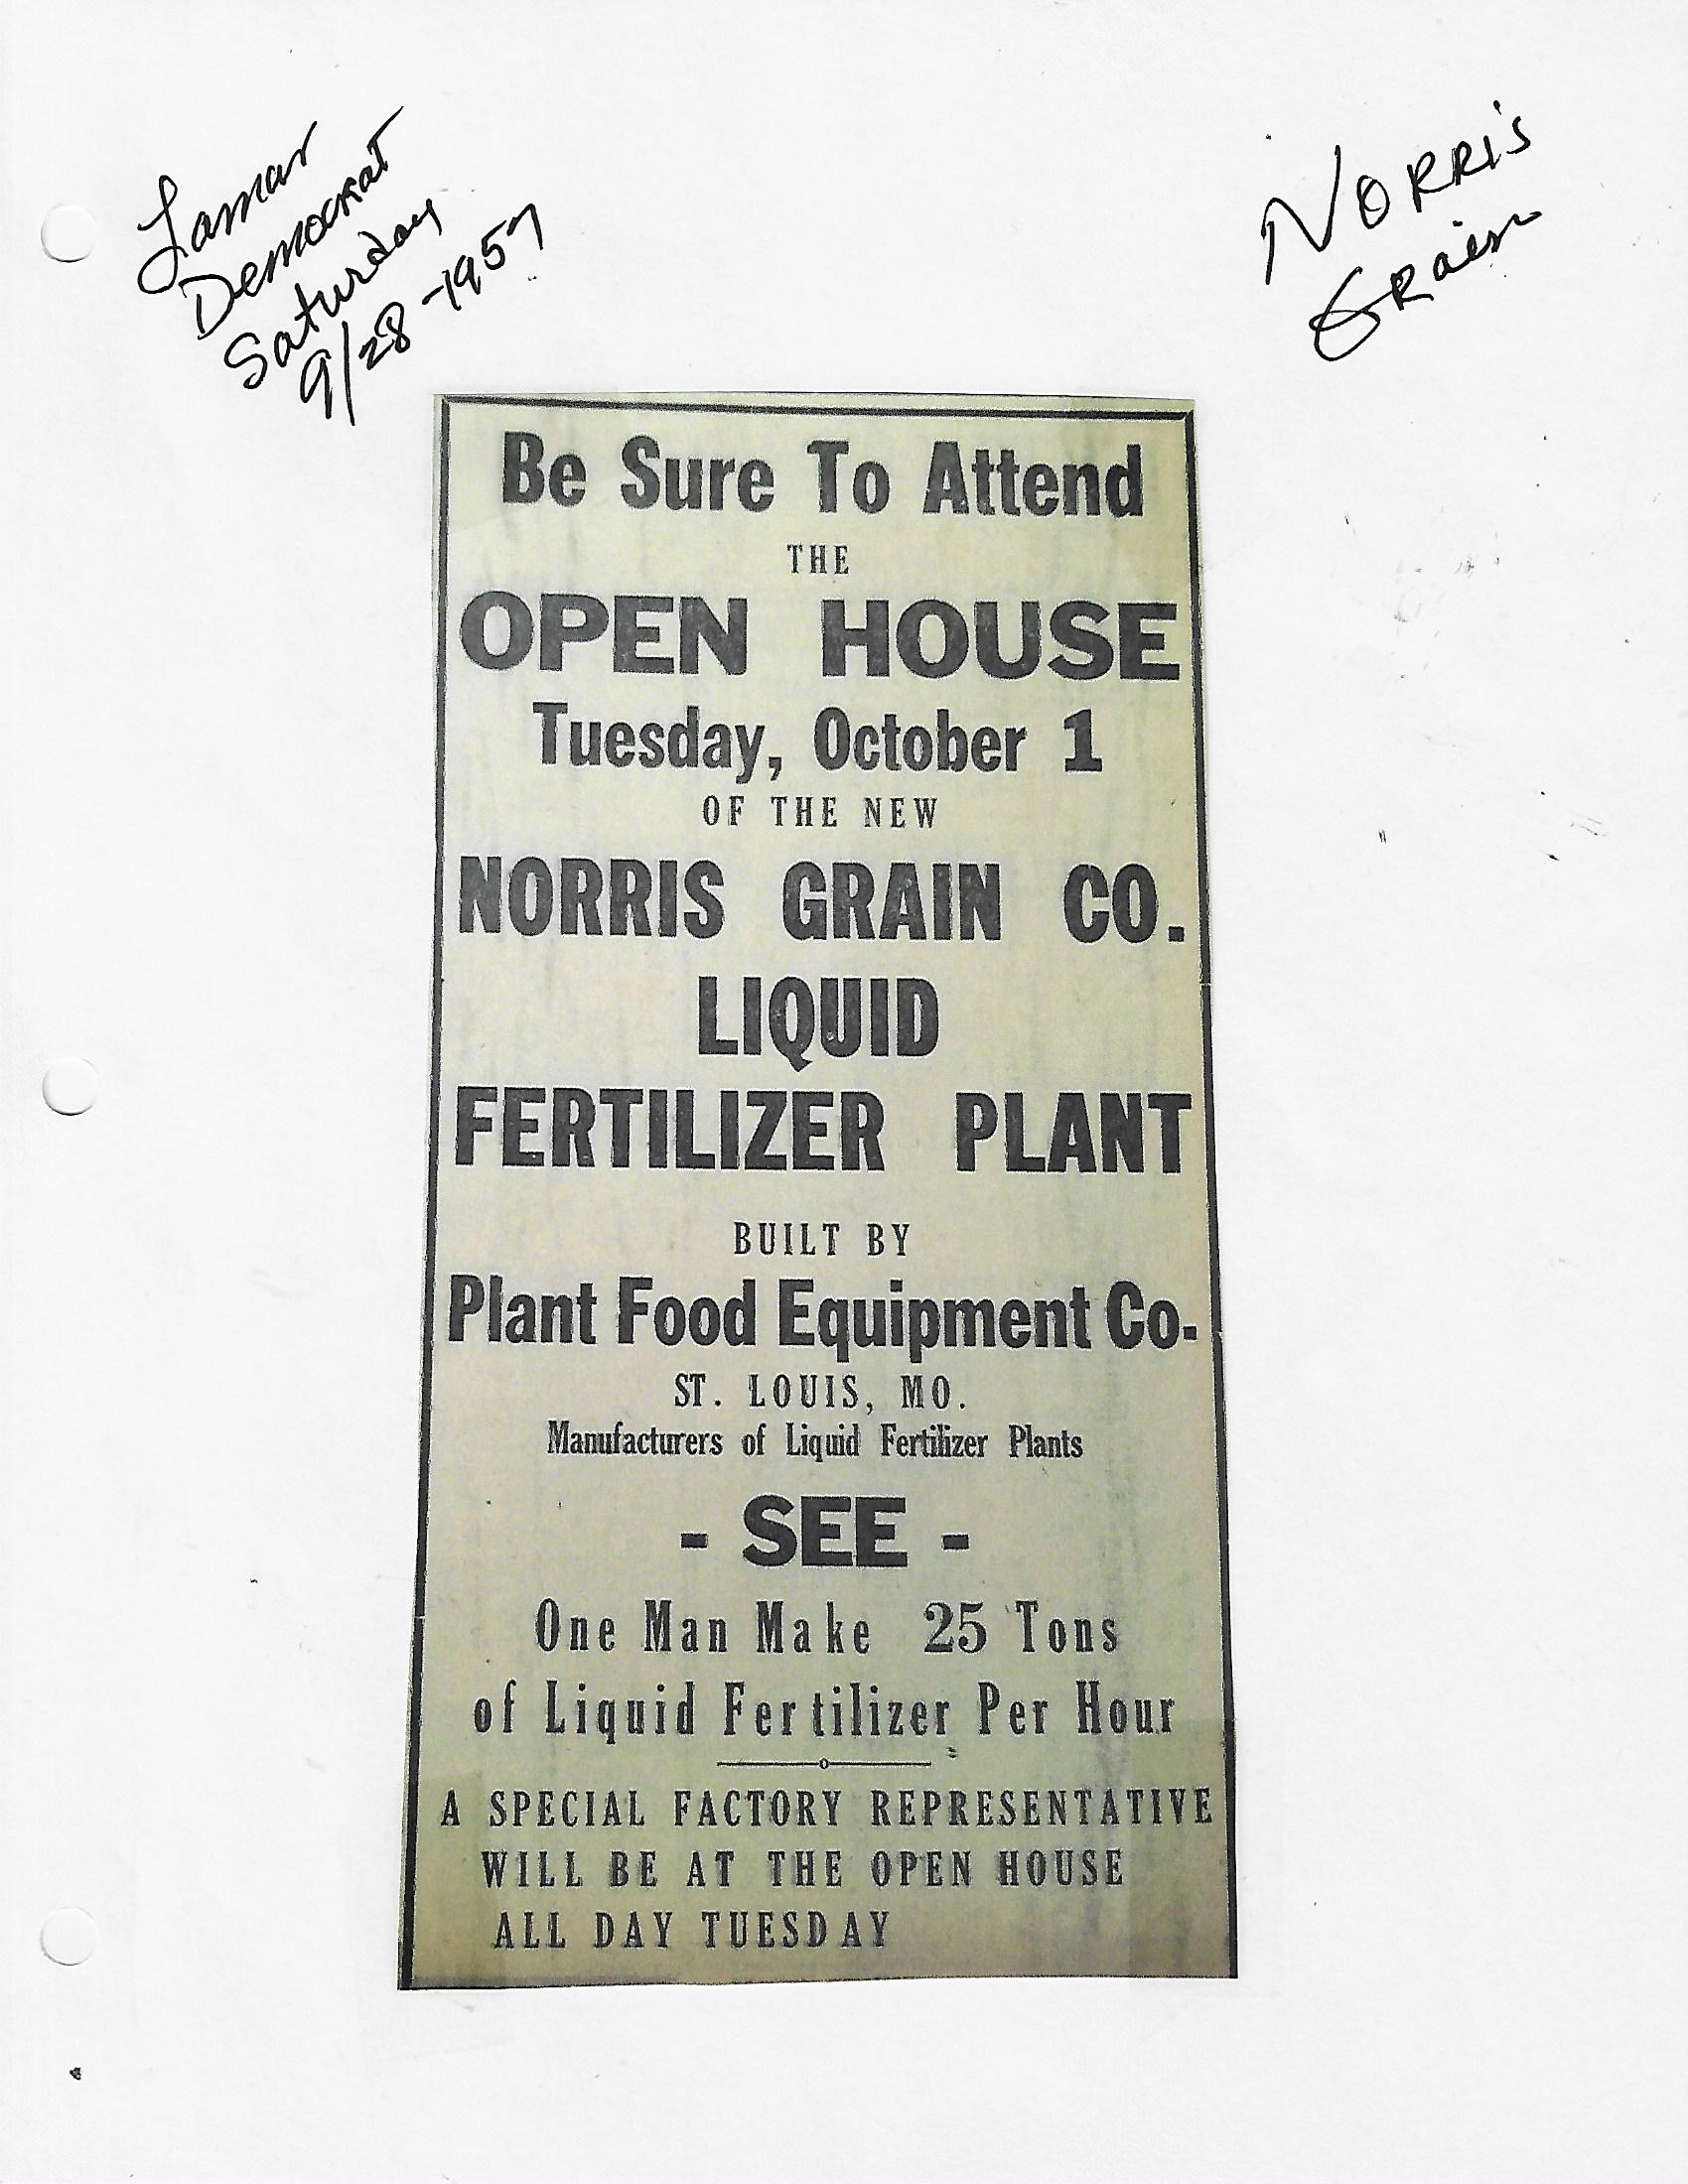 Lamar
Democrat
Saturday
9/28-1957
Norris
Grain
Be Sure To Attend
THE
OPEN HOUSE
Tuesday, October 1
OF THE NEW
NORRIS GRAIN CO.
LIQUID
FERTILIZER PLANT
BUILT BY
Plant Food Equipment Co.
ST. LOUIS, MO.
Manufacturers of Liquid Fertilizer Plants
- SEE -
One Man Make 25 Tons
of Liquid Fertilizer Per Hour
A SPECIAL FACTORY REPRESENTATIVE
WILL BE AT THE OPEN HOUSE
ALL DAY TUESDAY